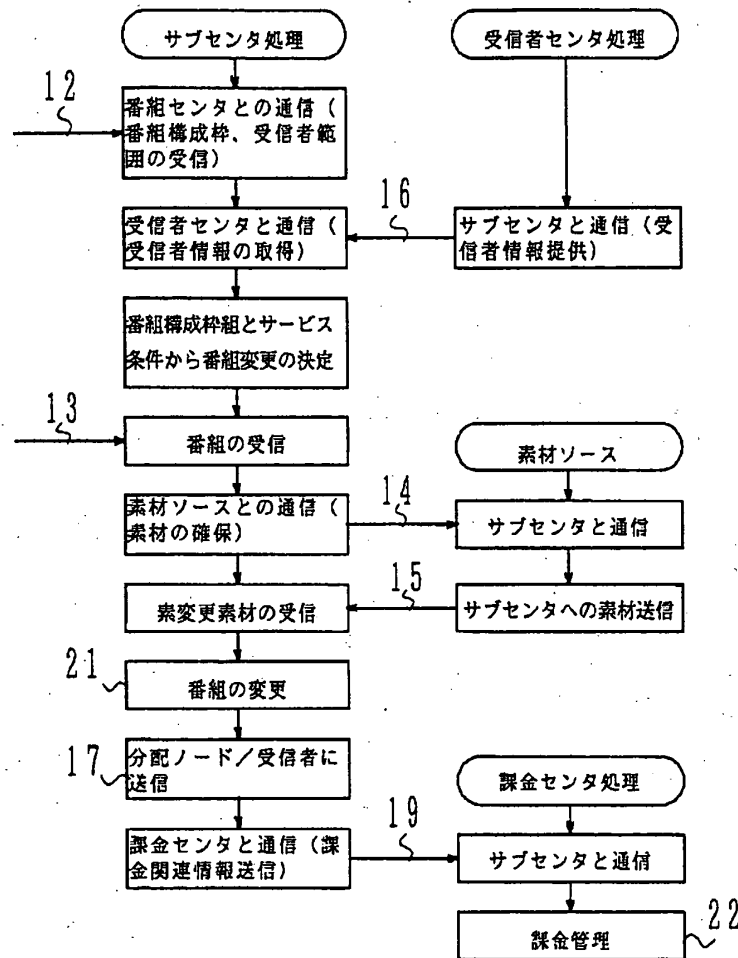 サブセンタ処理
受信者センタ処理
12
番組センタとの通信(
番組構成枠、受信者範
囲の受信)
16
受信者センタと通信(
受信者情報の取得)
サブセンタと通信(受
信者情報提供)
番組構成枠組とサービス
条件から番組変更の決定
13
番組の受信
素材ソース
素材ソースとの通信(
素材の確保)
14
サブセンタと通信
素変更素材の受信
15
サブセンタへの素材送信
21
番組の変更
17
分配ノード/受信者に
送信
課金センタ処理
課金センタと通信(課
金関連情報送信)
19
サブセンタと通信
課金管理
22